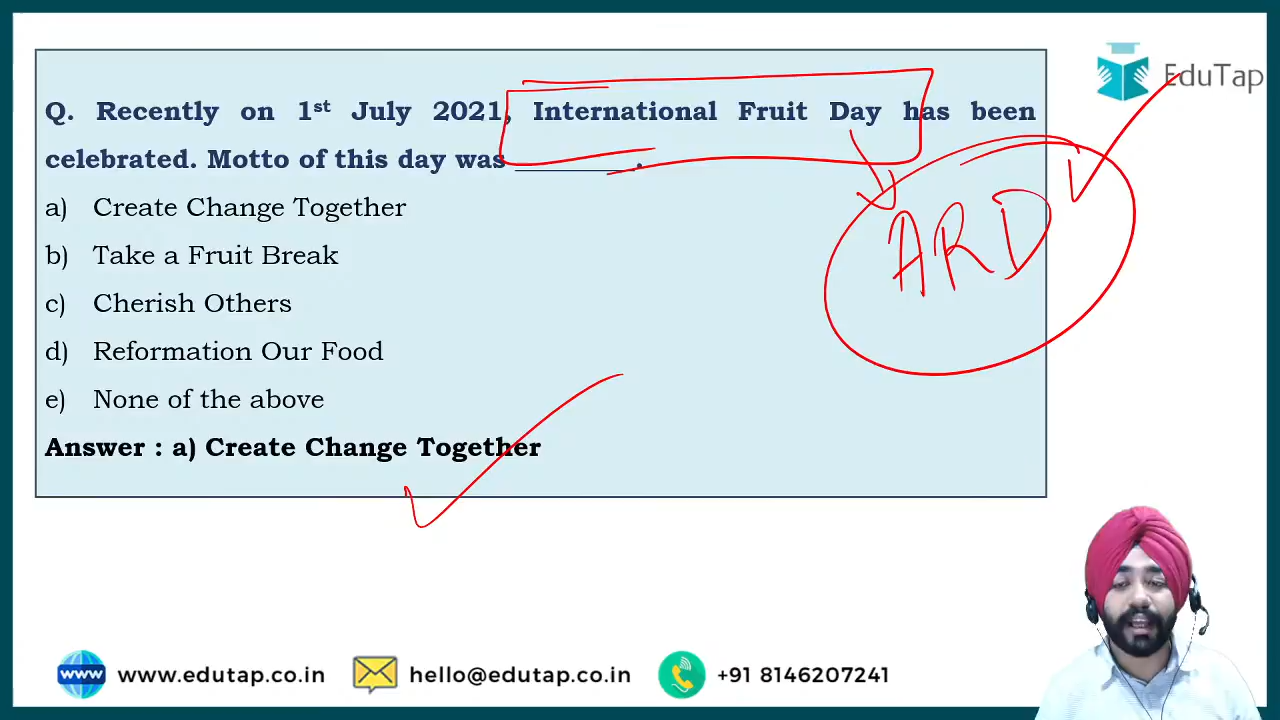 EduTap
Q. Recently on 1st July 2021, International Fruit Day has been
celebrated. Motto of this day was __________.
a) Create Change Together
b) Take a Fruit Break
c) Cherish Others
d) Reformation Our Food
e) None of the above
Answer : a) Create Change Together
ARD
www.edutap.co.in hello@edutap.co.in +91 8146207241